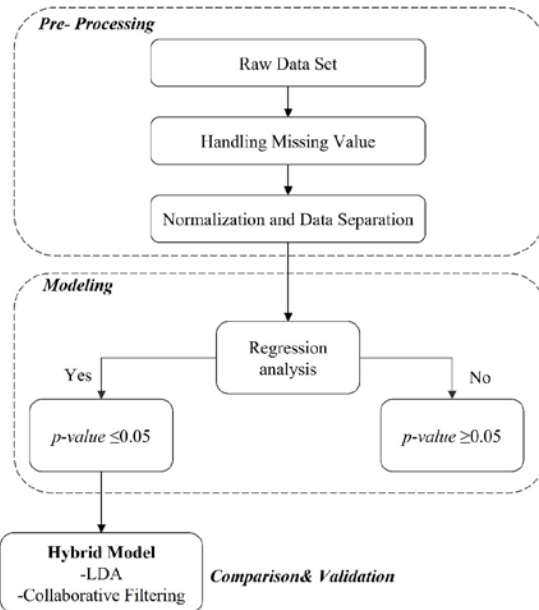 Pre- Processing
Raw Data Set
Handling Missing Value
Normalization and Data Separation
Modeling
Regression
analysis
Yes
No
p-value ≤0.05
p-value ≥0.05
Hybrid Model
-LDA
-Collaborative Filtering
Comparison& Validation